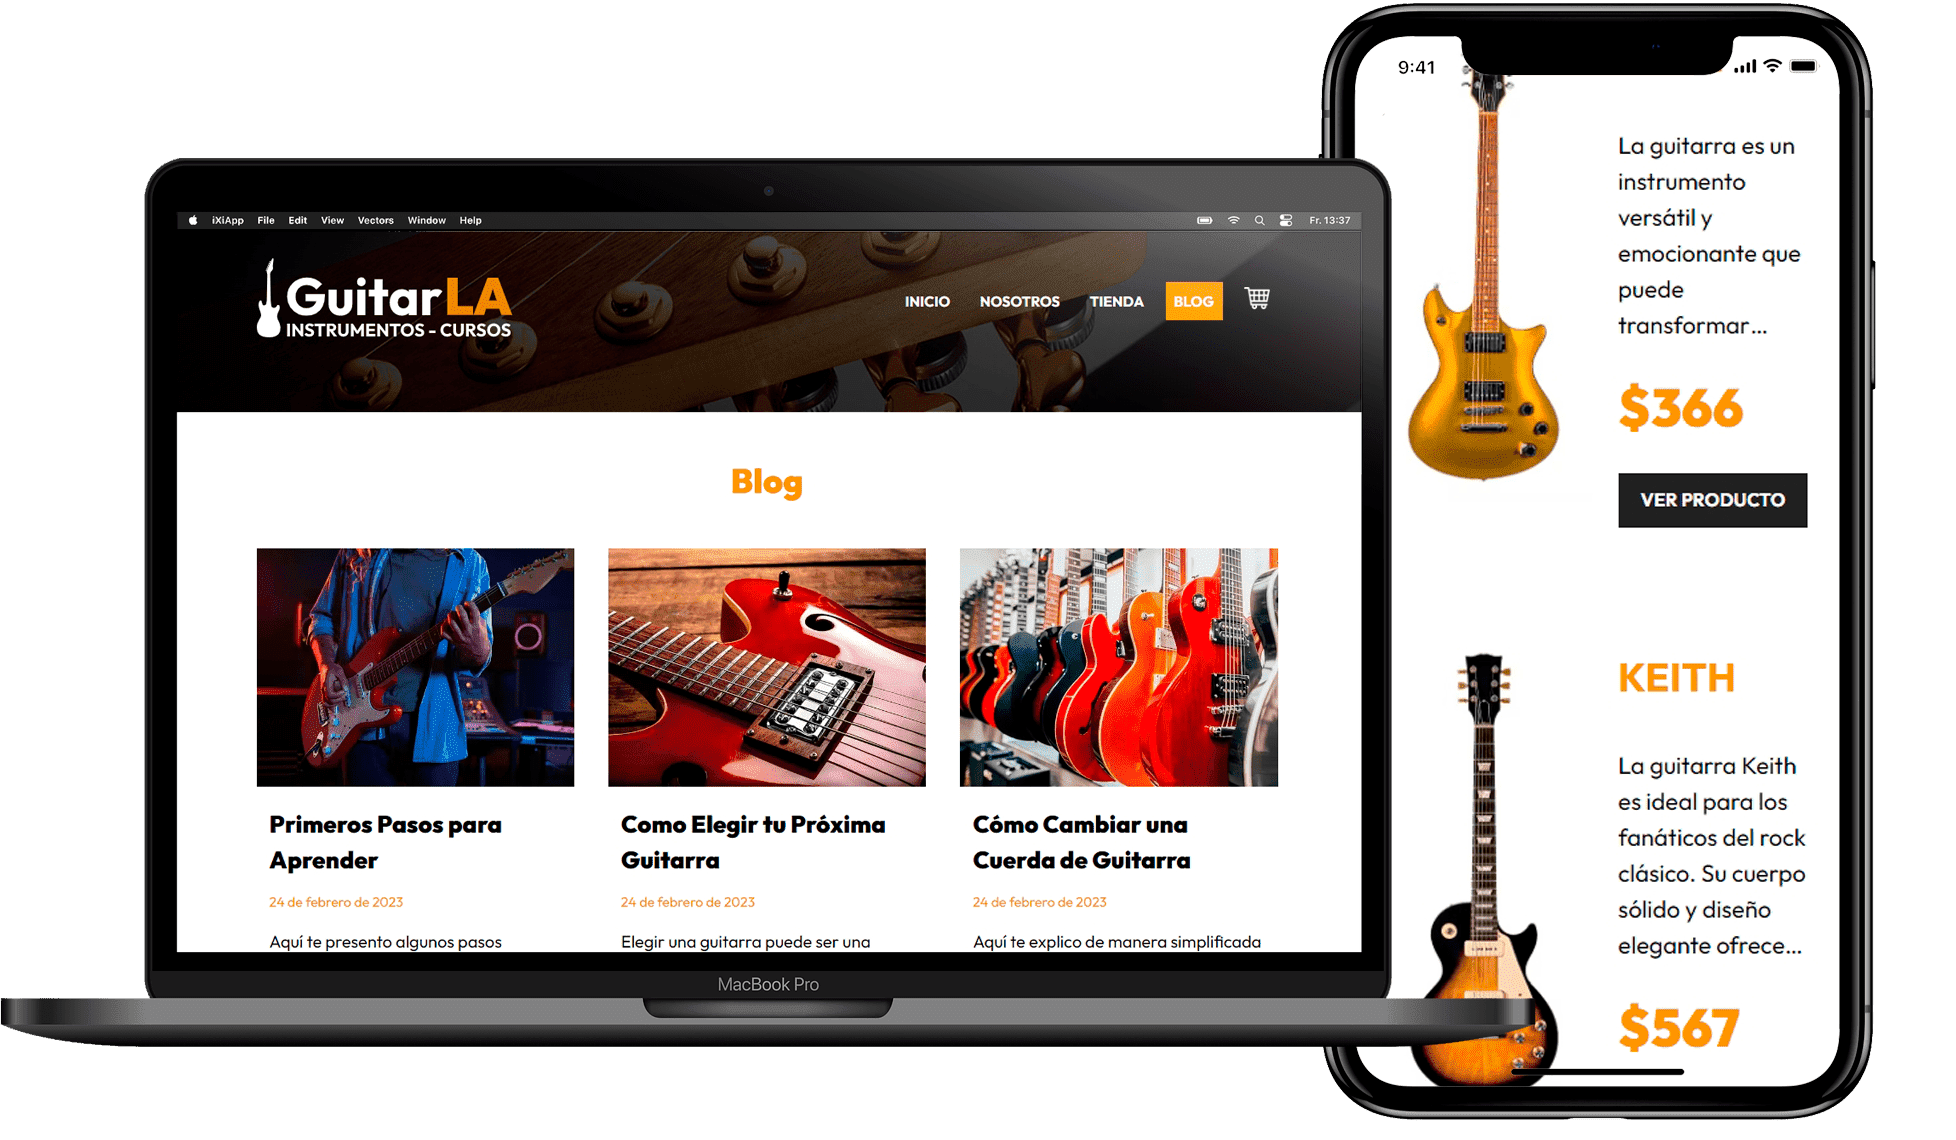 iXiApp File Edit View Vectors Window Help Fr. 13:37
GuitarLA
INSTRUMENTOS - CURSOS
INICIO NOSOTROS TIENDA BLOG
Blog
Primeros Pasos para
Aprender
24 de febrero de 2023
Aquí te presento algunos pasos
Como Elegir tu Próxima
Guitarra
24 de febrero de 2023
Elegir una guitarra puede ser una
Cómo Cambiar una
Cuerda de Guitarra
24 de febrero de 2023
Aquí te explico de manera simplificada
MacBook Pro
9:41
La guitarra es un
instrumento
versátil y
emocionante que
puede
transformar...
$366
VER PRODUCTO
KEITH
La guitarra Keith
es ideal para los
fanáticos del rock
clásico. Su cuerpo
sólido y diseño
elegante ofrece...
$567